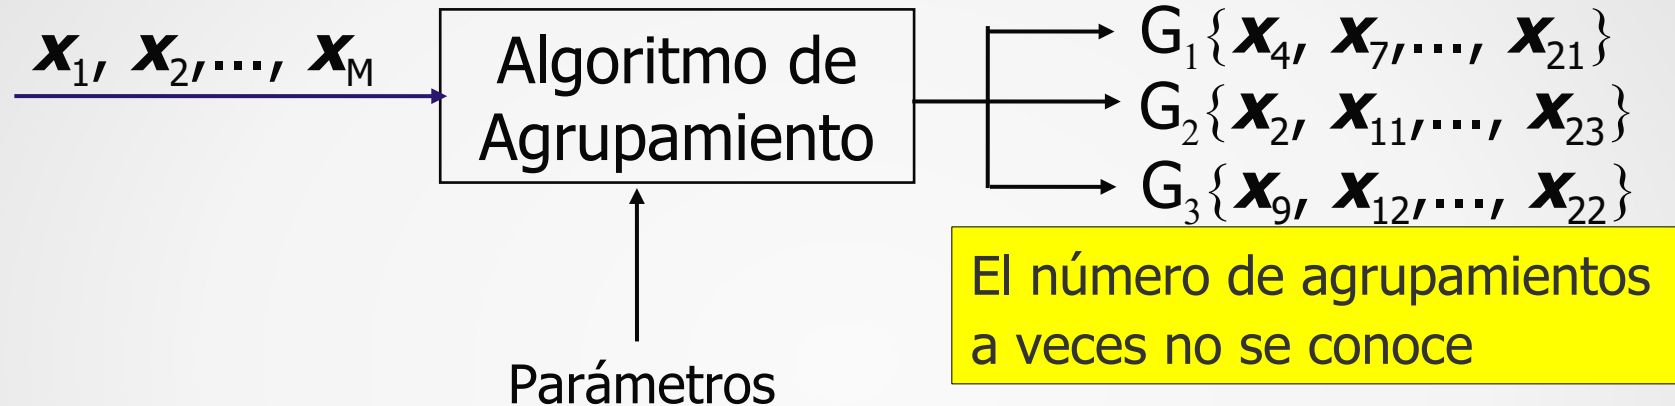 x₁, x₂,..., x_M
Algoritmo de
Agrupamiento
G₁{x₄, x₇,..., x₂₁}
G₂{x₂, x₁₁,..., x₂₃}
G₃{x₉, x₁₂,..., x₂₂}
El número de agrupamientos
a veces no se conoce
Parámetros